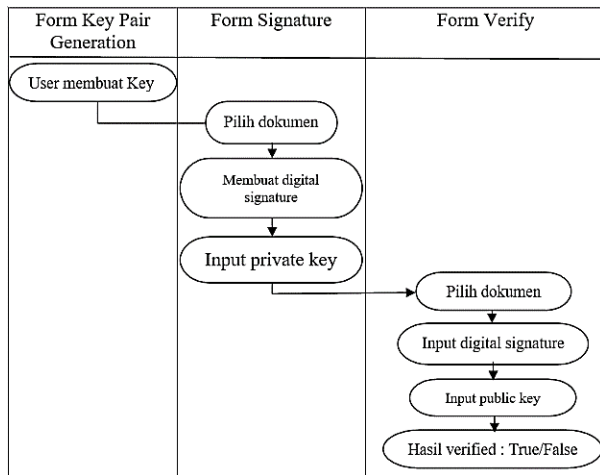 Form Key Pair
Generation
Form Signature
Form Verify
User membuat Key
Pilih dokumen
Membuat digital
signature
Input private key
Pilih dokumen
Input digital signature
Input public key
Hasil verified : True/False